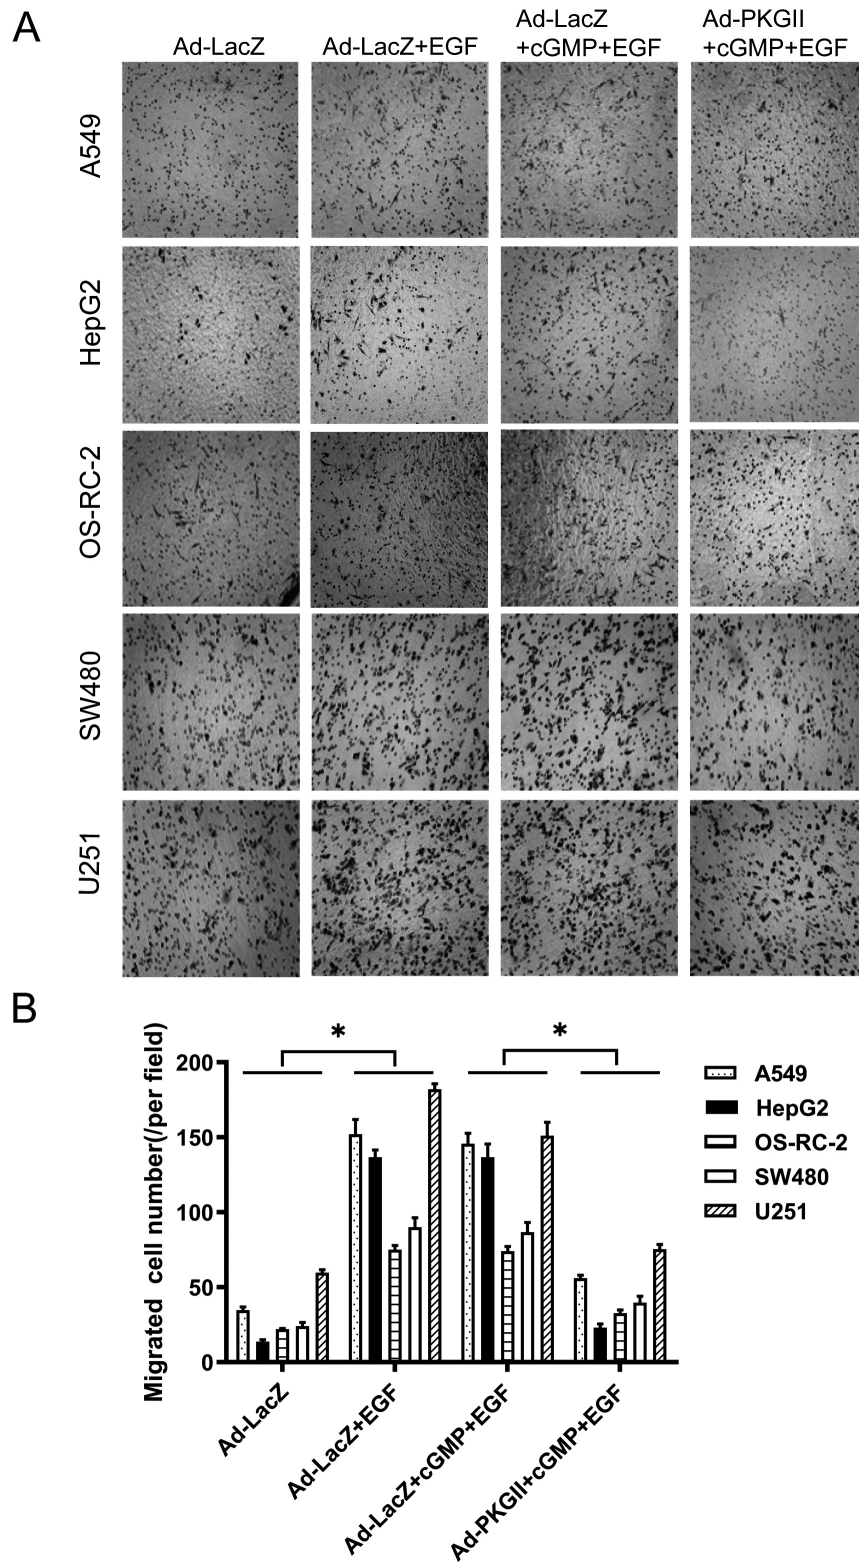 A
Ad-LacZ
Ad-LacZ+EGF
Ad-LacZ
+cGMP+EGF
Ad-PKGII
+cGMP+EGF
A549
HepG2
OS-RC-2
SW480
U251
B
Migrated cell number(/per field)
200
150
100
50
0
*
*
A549
HepG2
OS-RC-2
SW480
U251
Ad-LacZ
Ad-LacZ+EGF
Ad-LacZ+cGMP+EGF
Ad-PKGII+cGMP+EGF